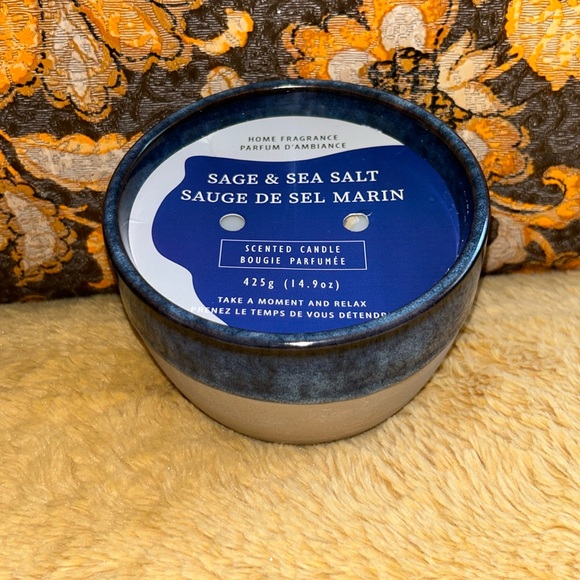 HOME FRAGRANCE
PARFUM D'AMBIANCE
SAGE & SEA SALT
SAUGE DE SEL MARIN
SCENTED CANDLE
BOUGIE PARFUMÉE
425g (14.9oz)
TAKE A MOMENT AND RELAX
LE TEMPS DE VOUS